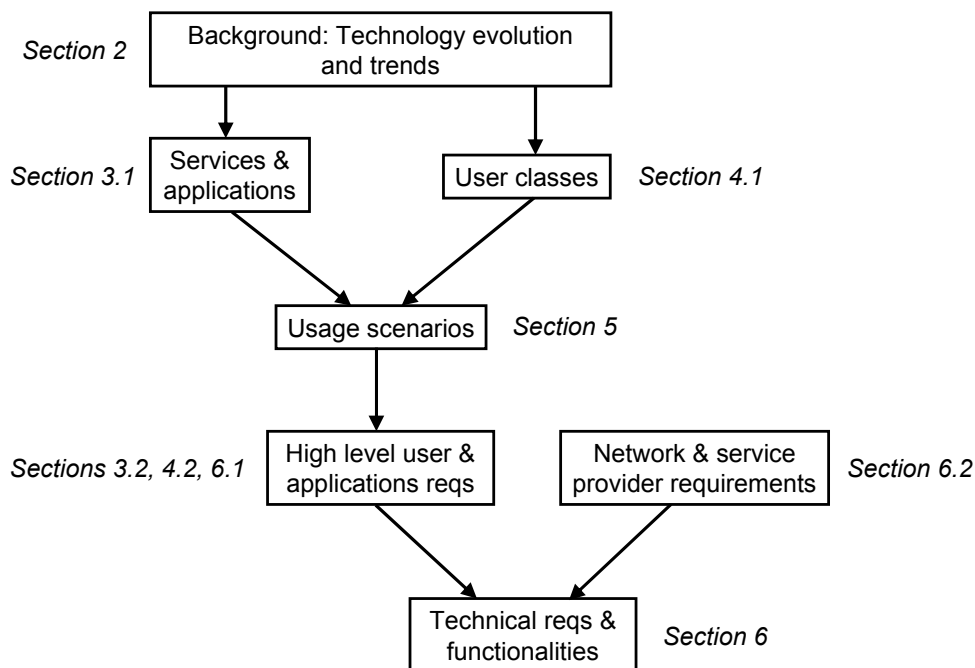 Section 2
Background: Technology evolution
and trends
Section 3.1
Services &
applications
User classes
Section 4.1
Usage scenarios
Section 5
Sections 3.2, 4.2, 6.1
High level user &
applications reqs
Network & service
provider requirements
Section 6.2
Technical reqs &
functionalities
Section 6